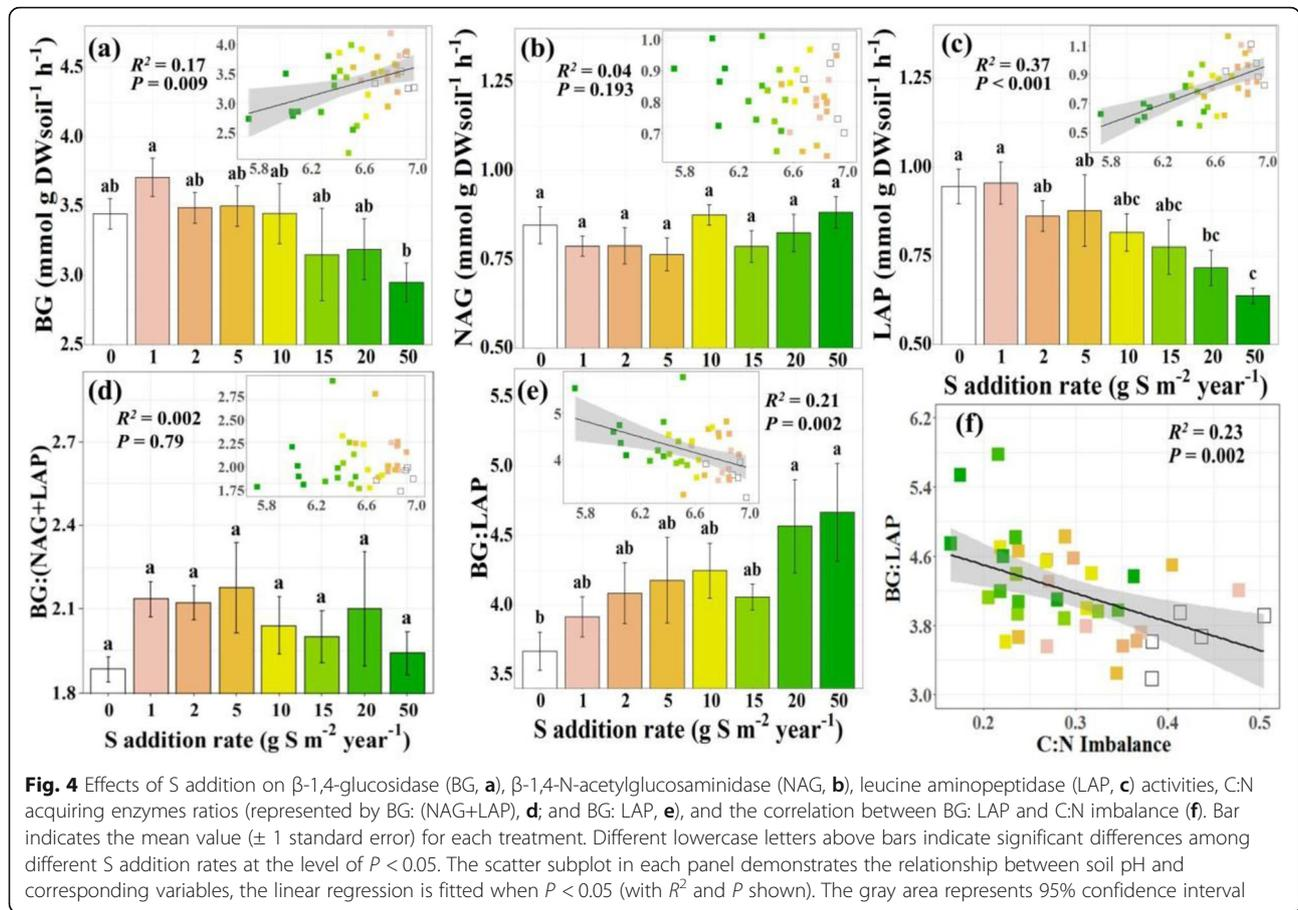 (a)
R² = 0.17
P = 0.009
BG (mmol g DWsoil⁻¹ h⁻¹)
4.5
4.0
3.5
3.0
2.5
4.0
3.5
3.0
2.5
5.8 6.2 6.6 7.0
ab a ab ab ab ab ab b
0 1 2 5 10 15 20 50
(b)
R² = 0.04
P = 0.193
NAG (mmol g DWsoil⁻¹ h⁻¹)
1.25
1.00
0.75
0.50
1.0
0.9
0.8
0.7
5.8 6.2 6.6 7.0
a a a a a a a a
0 1 2 5 10 15 20 50
(c)
R² = 0.37
P < 0.001
LAP (mmol g DWsoil⁻¹ h⁻¹)
1.25
1.00
0.75
0.50
1.1
0.9
0.7
0.5
5.8 6.2 6.6 7.0
a a ab ab abc abc bc c
0 1 2 5 10 15 20 50
S addition rate (g S m⁻² year⁻¹)
(d)
R² = 0.002
P = 0.79
BG:(NAG+LAP)
2.7
2.4
2.1
1.8
2.75
2.50
2.25
2.00
1.75
5.8 6.2 6.6 7.0
a a a a a a a a
0 1 2 5 10 15 20 50
S addition rate (g S m⁻² year⁻¹)
(e)
R² = 0.21
P = 0.002
BG:LAP
5.5
5.0
4.5
4.0
3.5
5
4
5.8 6.2 6.6 7.0
b ab ab ab ab ab a a
0 1 2 5 10 15 20 50
S addition rate (g S m⁻² year⁻¹)
(f)
R² = 0.23
P = 0.002
BG:LAP
6.2
5.4
4.6
3.8
3.0
0.2 0.3 0.4 0.5
C:N Imbalance
Fig. 4 Effects of S addition on β-1,4-glucosidase (BG, a), β-1,4-N-acetylglucosaminidase (NAG, b), leucine aminopeptidase (LAP, c) activities, C:N
acquiring enzymes ratios (represented by BG: (NAG+LAP), d; and BG: LAP, e), and the correlation between BG: LAP and C:N imbalance (f). Bar
indicates the mean value (± 1 standard error) for each treatment. Different lowercase letters above bars indicate significant differences among
different S addition rates at the level of P < 0.05. The scatter subplot in each panel demonstrates the relationship between soil pH and
corresponding variables, the linear regression is fitted when P < 0.05 (with R² and P shown). The gray area represents 95% confidence interval